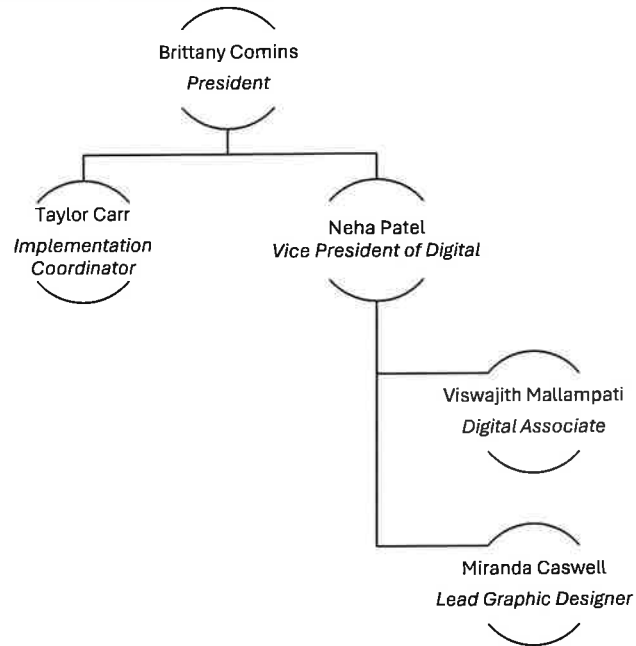 Brittany Comins
President
Taylor Carr
Implementation
Coordinator
Neha Patel
Vice President of Digital
Viswajith Mallampati
Digital Associate
Miranda Caswell
Lead Graphic Designer